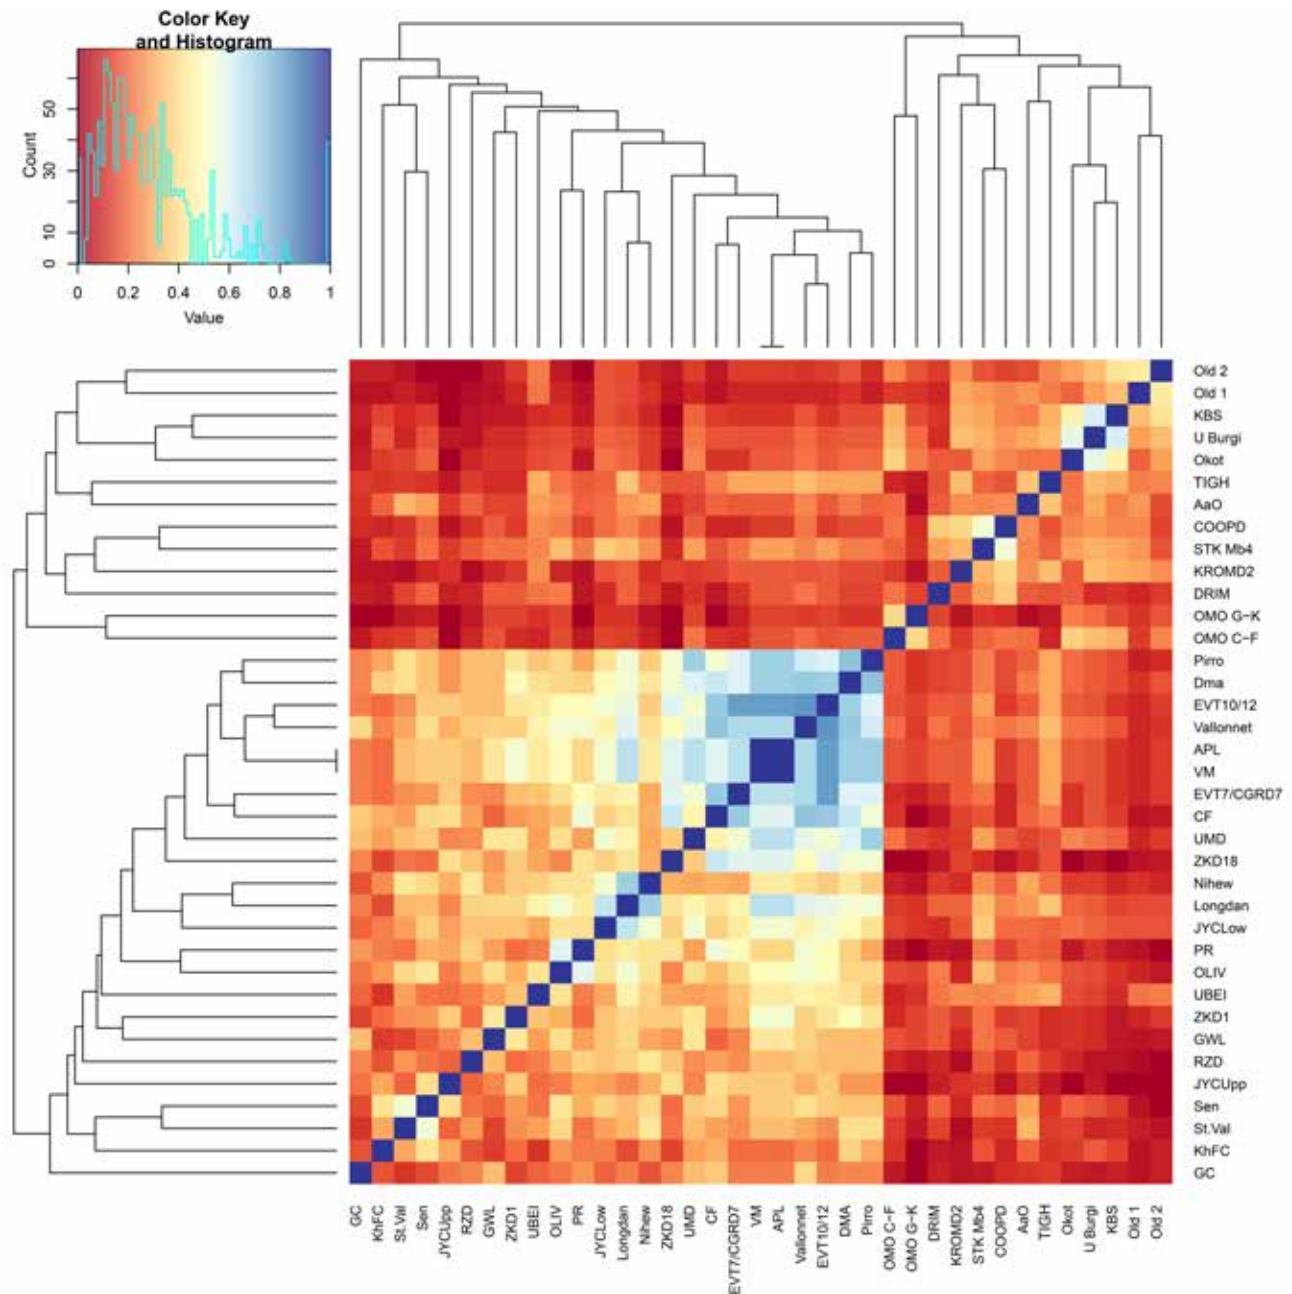 Color Key
and Histogram
Count
0
10
30
50
0
0.2
0.4
0.6
0.8
1
Value
Old 2
Old 1
KBS
U Burgi
Okot
TIGH
AaO
COOPD
STK Mb4
KROMD2
DRIM
OMO G−K
OMO C−F
Pirro
Dma
EVT10/12
Vallonnet
APL
VM
EVT7/CGRD7
CF
UMD
ZKD18
Nihew
Longdan
JYCLow
PR
OLIV
UBEI
ZKD1
GWL
RZD
JYCUpp
Sen
St.Val
KhFC
GC
GC
KhFC
St.Val
Sen
JYCUpp
RZD
GWL
ZKD1
UBEI
OLIV
PR
JYCLow
Longdan
Nihew
ZKD18
UMD
CF
EVT7/CGRD7
VM
APL
Vallonnet
EVT10/12
DMA
Pirro
OMO C−F
OMO G−K
DRIM
KROMD2
STK Mb4
COOPD
AaO
TIGH
Okot
U Burgi
KBS
Old 1
Old 2